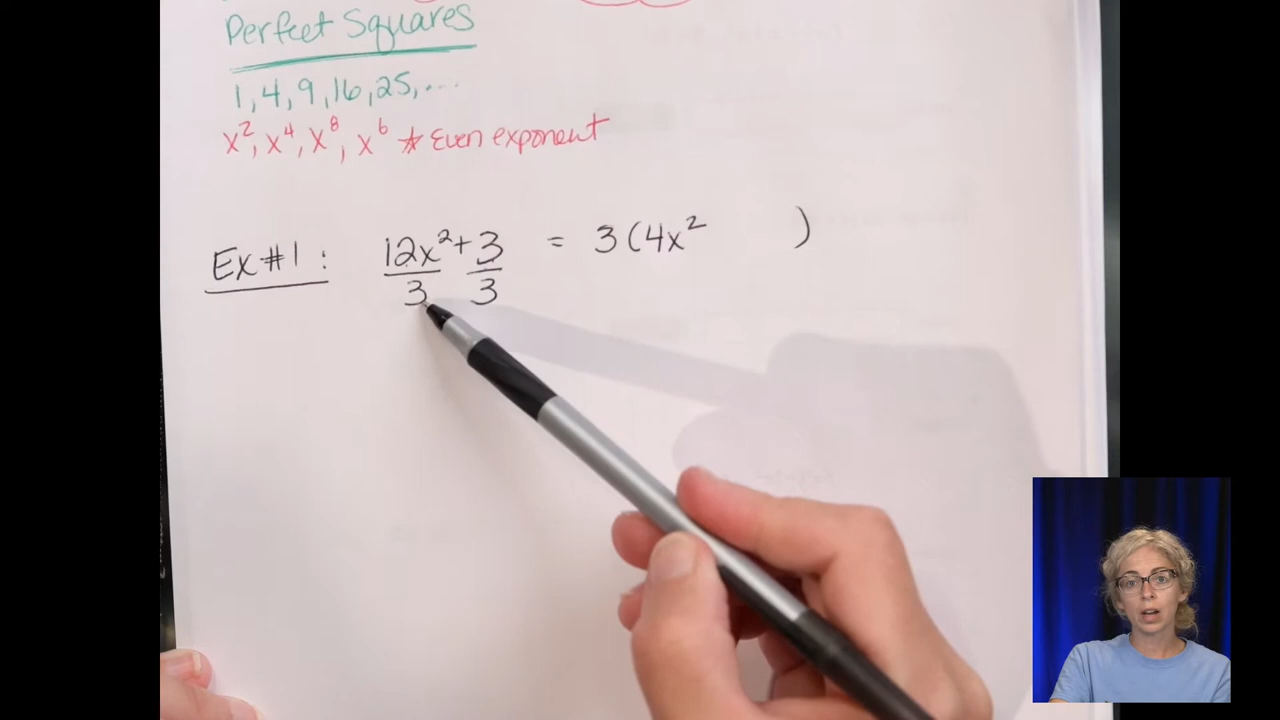 Perfect Squares
1, 4, 9, 16, 25, ...
x², x⁴, x⁸, x⁶ * Even exponent
Ex #1: 12x² + 3 = 3(4x² )
3 3